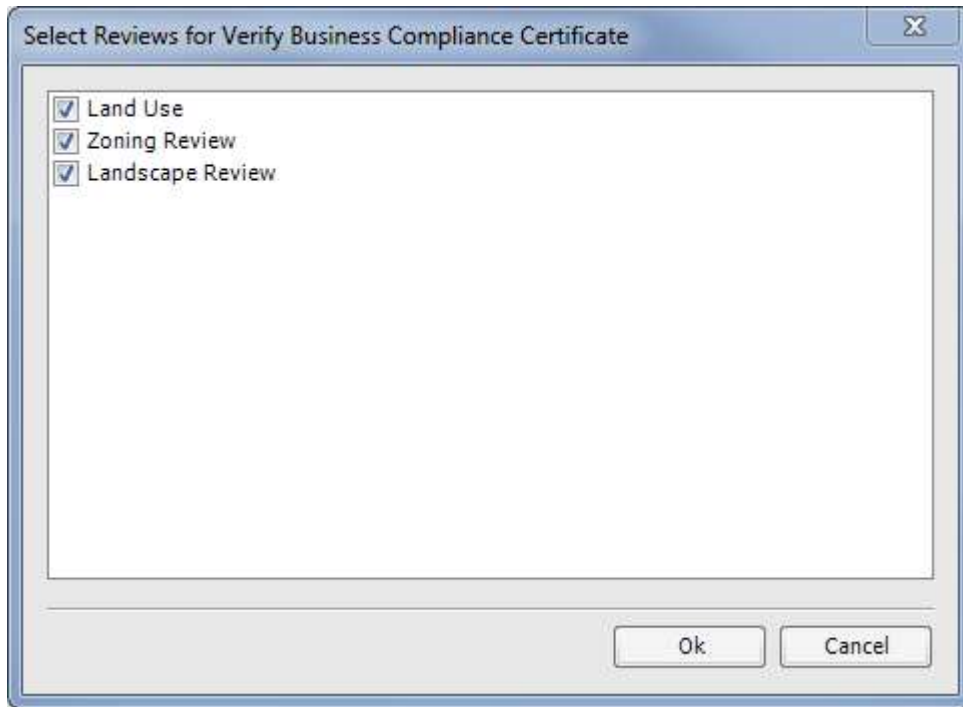 Select Reviews for Verify Business Compliance Certificate
Land Use
Zoning Review
Landscape Review
Ok
Cancel